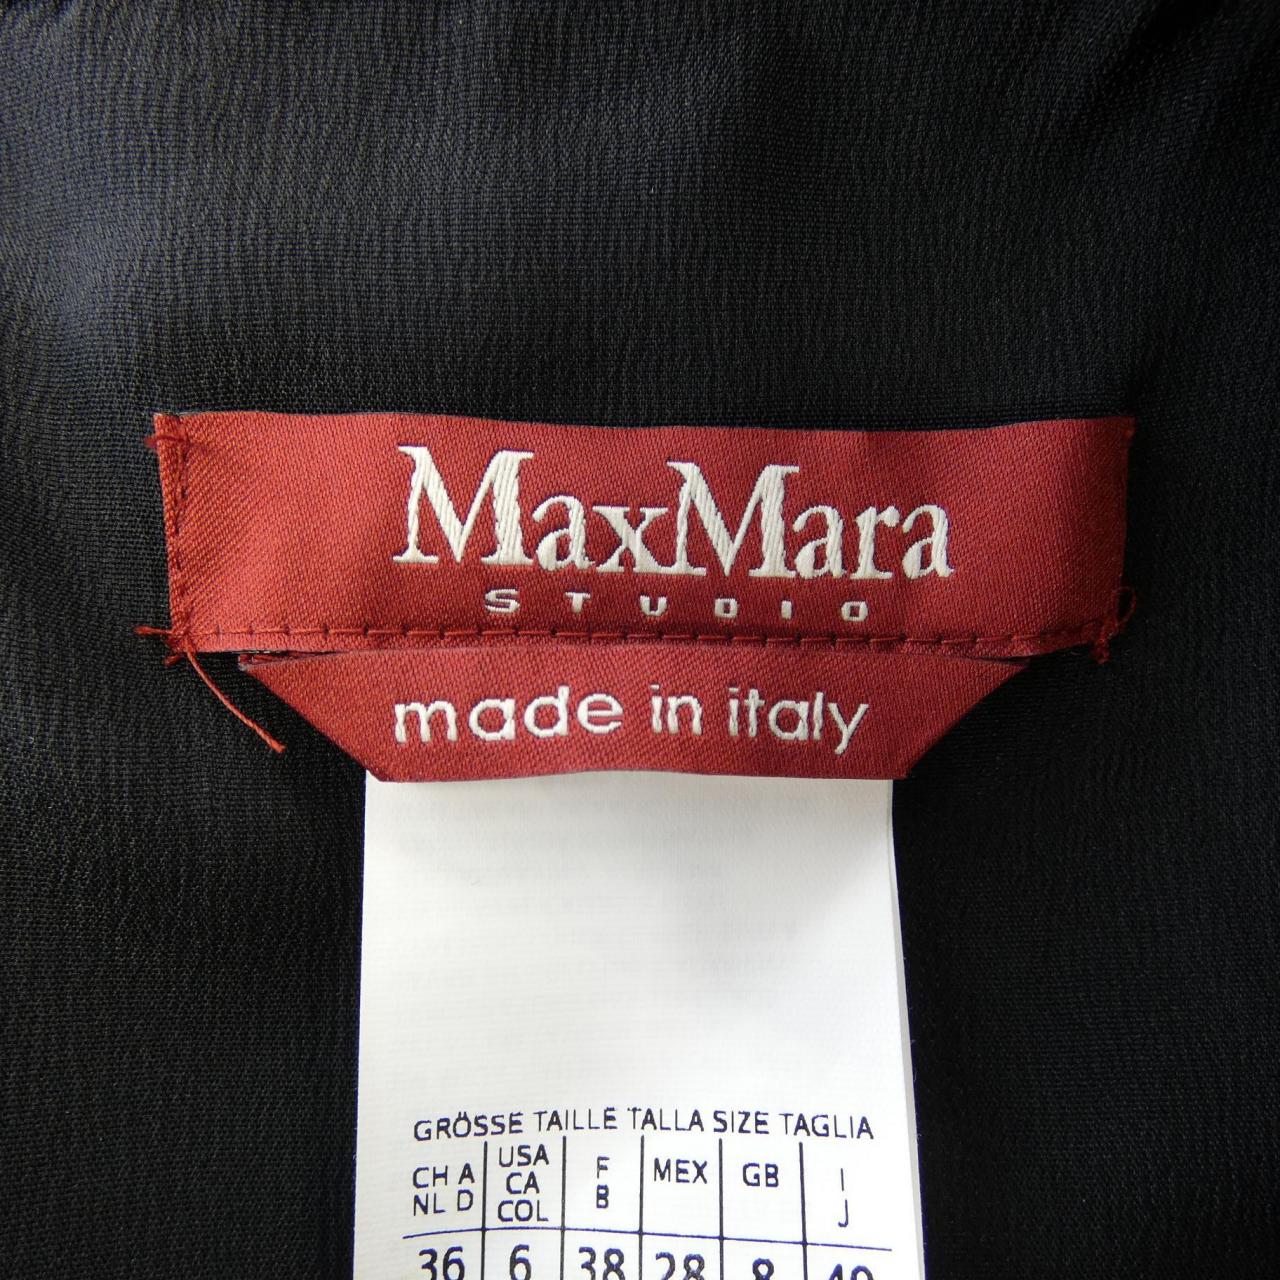 MaxMara
STUDIO
made in italy
GRÖSSE TAILLE TALLA SIZE TAGLIA
CH A USA F MEX GB I
NL D CA B J
COL
36 6 38 28 8 40